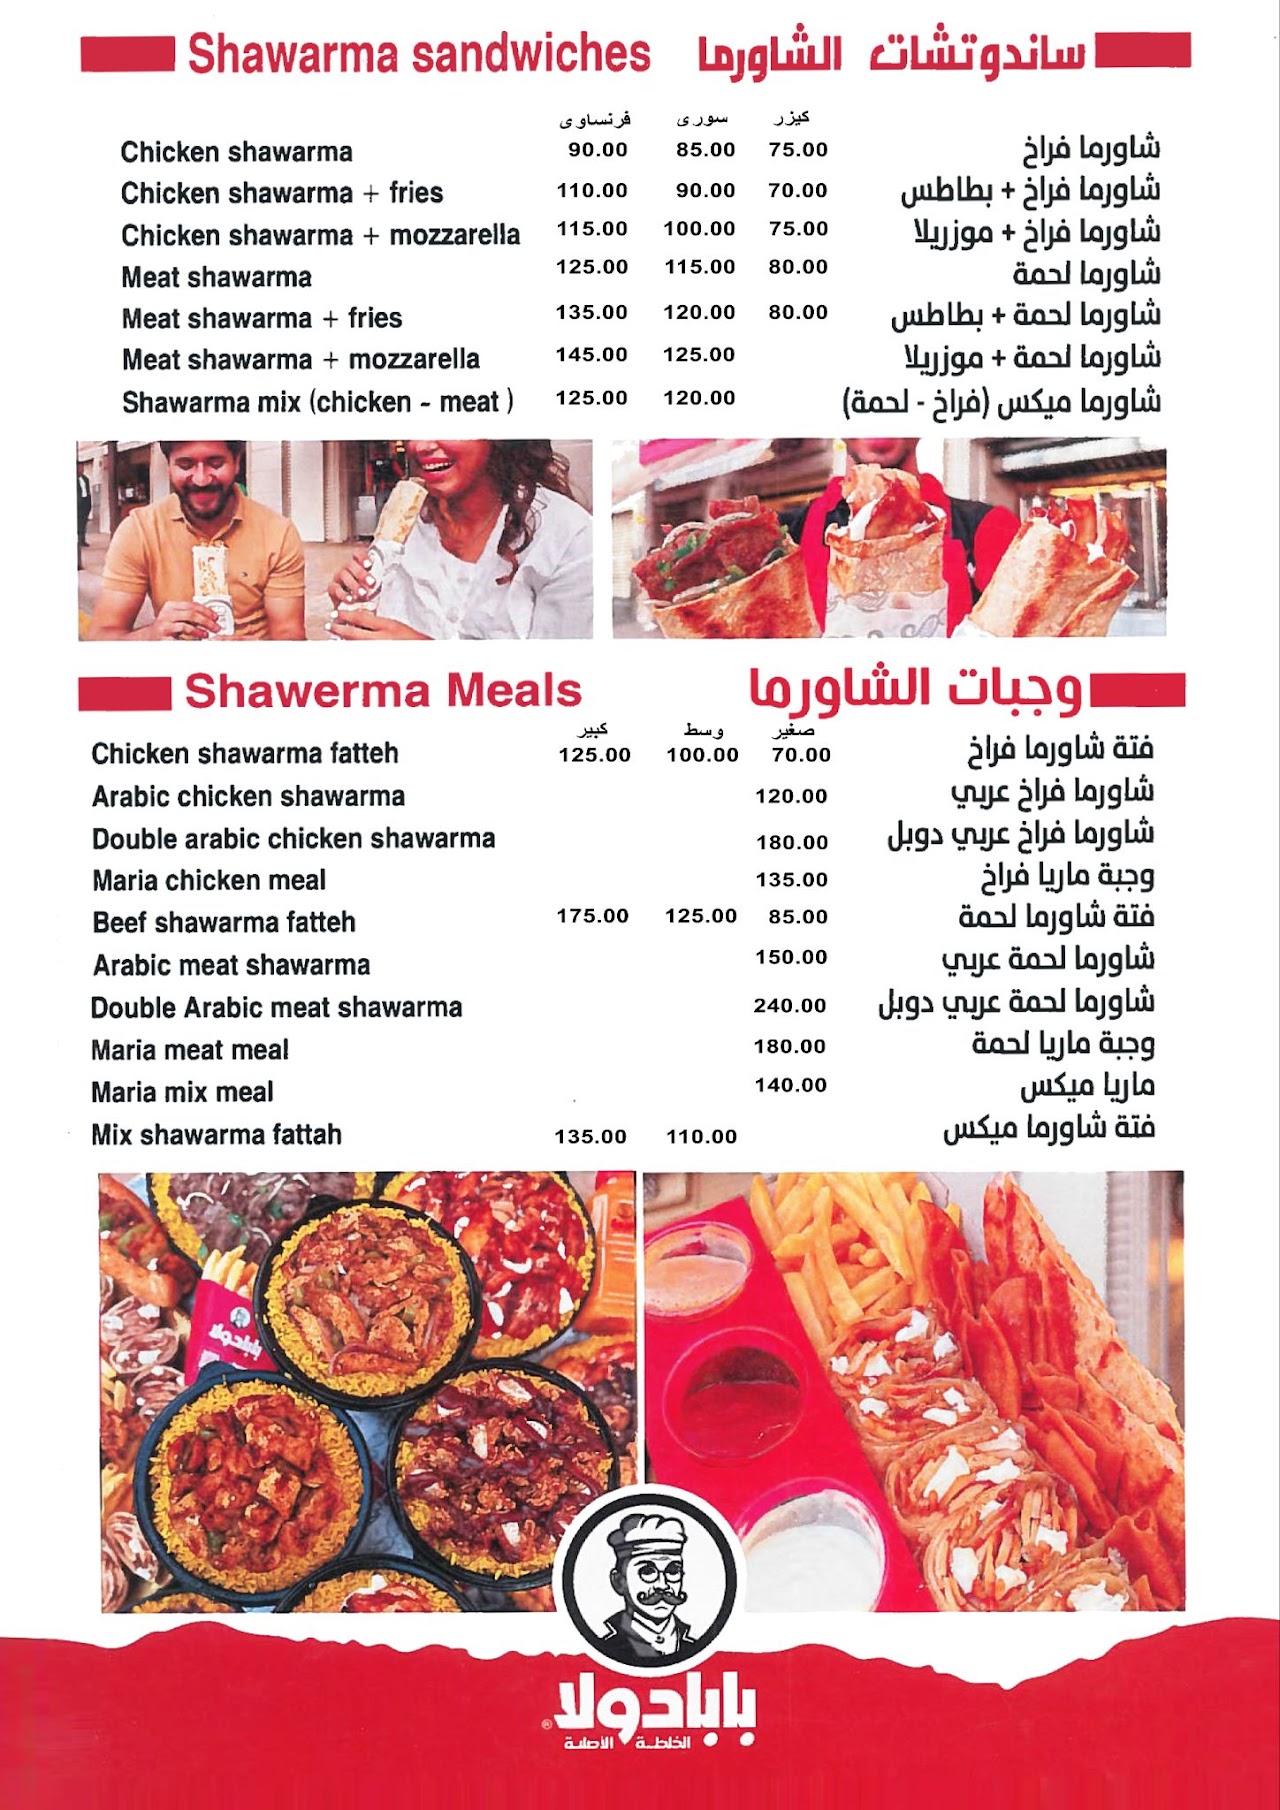 Shawarma sandwiches ساندوتشات الشاورما
فرنساوى سورى كيزر
Chicken shawarma 90.00 85.00 75.00 شاورما فراخ
Chicken shawarma + fries 110.00 90.00 70.00 شاورما فراخ + بطاطس
Chicken shawarma + mozzarella 115.00 100.00 75.00 شاورما فراخ + موزريلا
Meat shawarma 125.00 115.00 80.00 شاورما لحمة
Meat shawarma + fries 135.00 120.00 80.00 شاورما لحمة + بطاطس
Meat shawarma + mozzarella 145.00 125.00 شاورما لحمة + موزريلا
Shawarma mix (chicken - meat ) 125.00 120.00 شاورما ميكس (فراخ - لحمة)
Shawerma Meals وجبات الشاورما
كبير وسط صغير
Chicken shawarma fatteh 125.00 100.00 70.00 فتة شاورما فراخ
Arabic chicken shawarma 120.00 شاورما فراخ عربي
Double arabic chicken shawarma 180.00 شاورما فراخ عربي دوبل
Maria chicken meal 135.00 وجبة ماريا فراخ
Beef shawarma fatteh 175.00 125.00 85.00 فتة شاورما لحمة
Arabic meat shawarma 150.00 شاورما لحمة عربي
Double Arabic meat shawarma 240.00 شاورما لحمة عربي دوبل
Maria meat meal 180.00 وجبة ماريا لحمة
Maria mix meal 140.00 ماريا ميكس
Mix shawarma fattah 135.00 110.00 فتة شاورما ميكس
بابادولا
بابادولا ®
الخلطة الأصلية